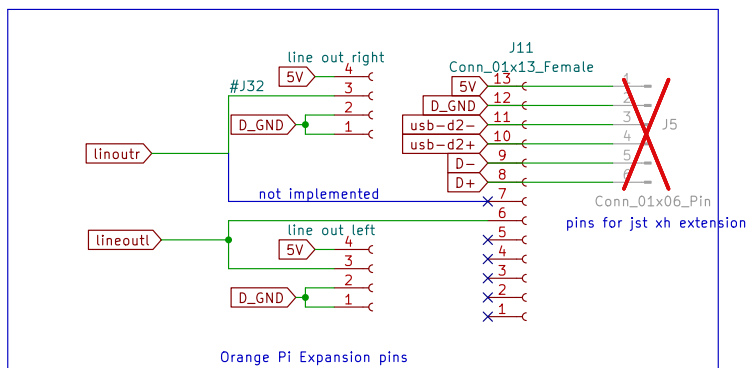 J11
line out right
Conn_01x13_Female
4
5V
3
#J32
2
D_GND
1
linoutr
13
5V
1
12
D_GND
2
11
usb-d2-
3
J5
10
usb-d2+
4
9
D-
5
8
D+
6
7
not implemented
Conn_01x06_Pin
6
pins for jst xh extension
line out left
lineoutl
4
5V
3
2
D_GND
1
5
4
3
2
1
Orange Pi Expansion pins